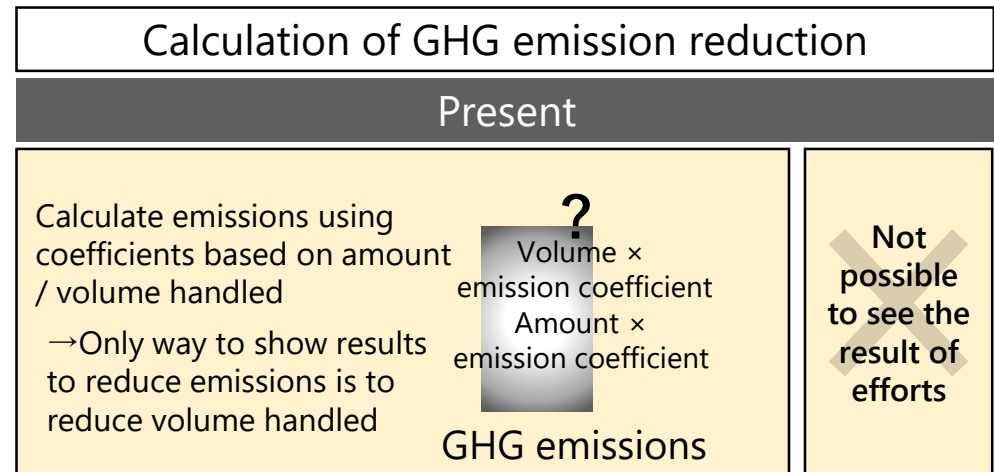 Calculation of GHG emission reduction
Present
Calculate emissions using
coefficients based on amount
/ volume handled
→Only way to show results
to reduce emissions is to
reduce volume handled
?
Volume ×
emission coefficient
Amount ×
emission coefficient
GHG emissions
Not
possible
to see the
result of
efforts